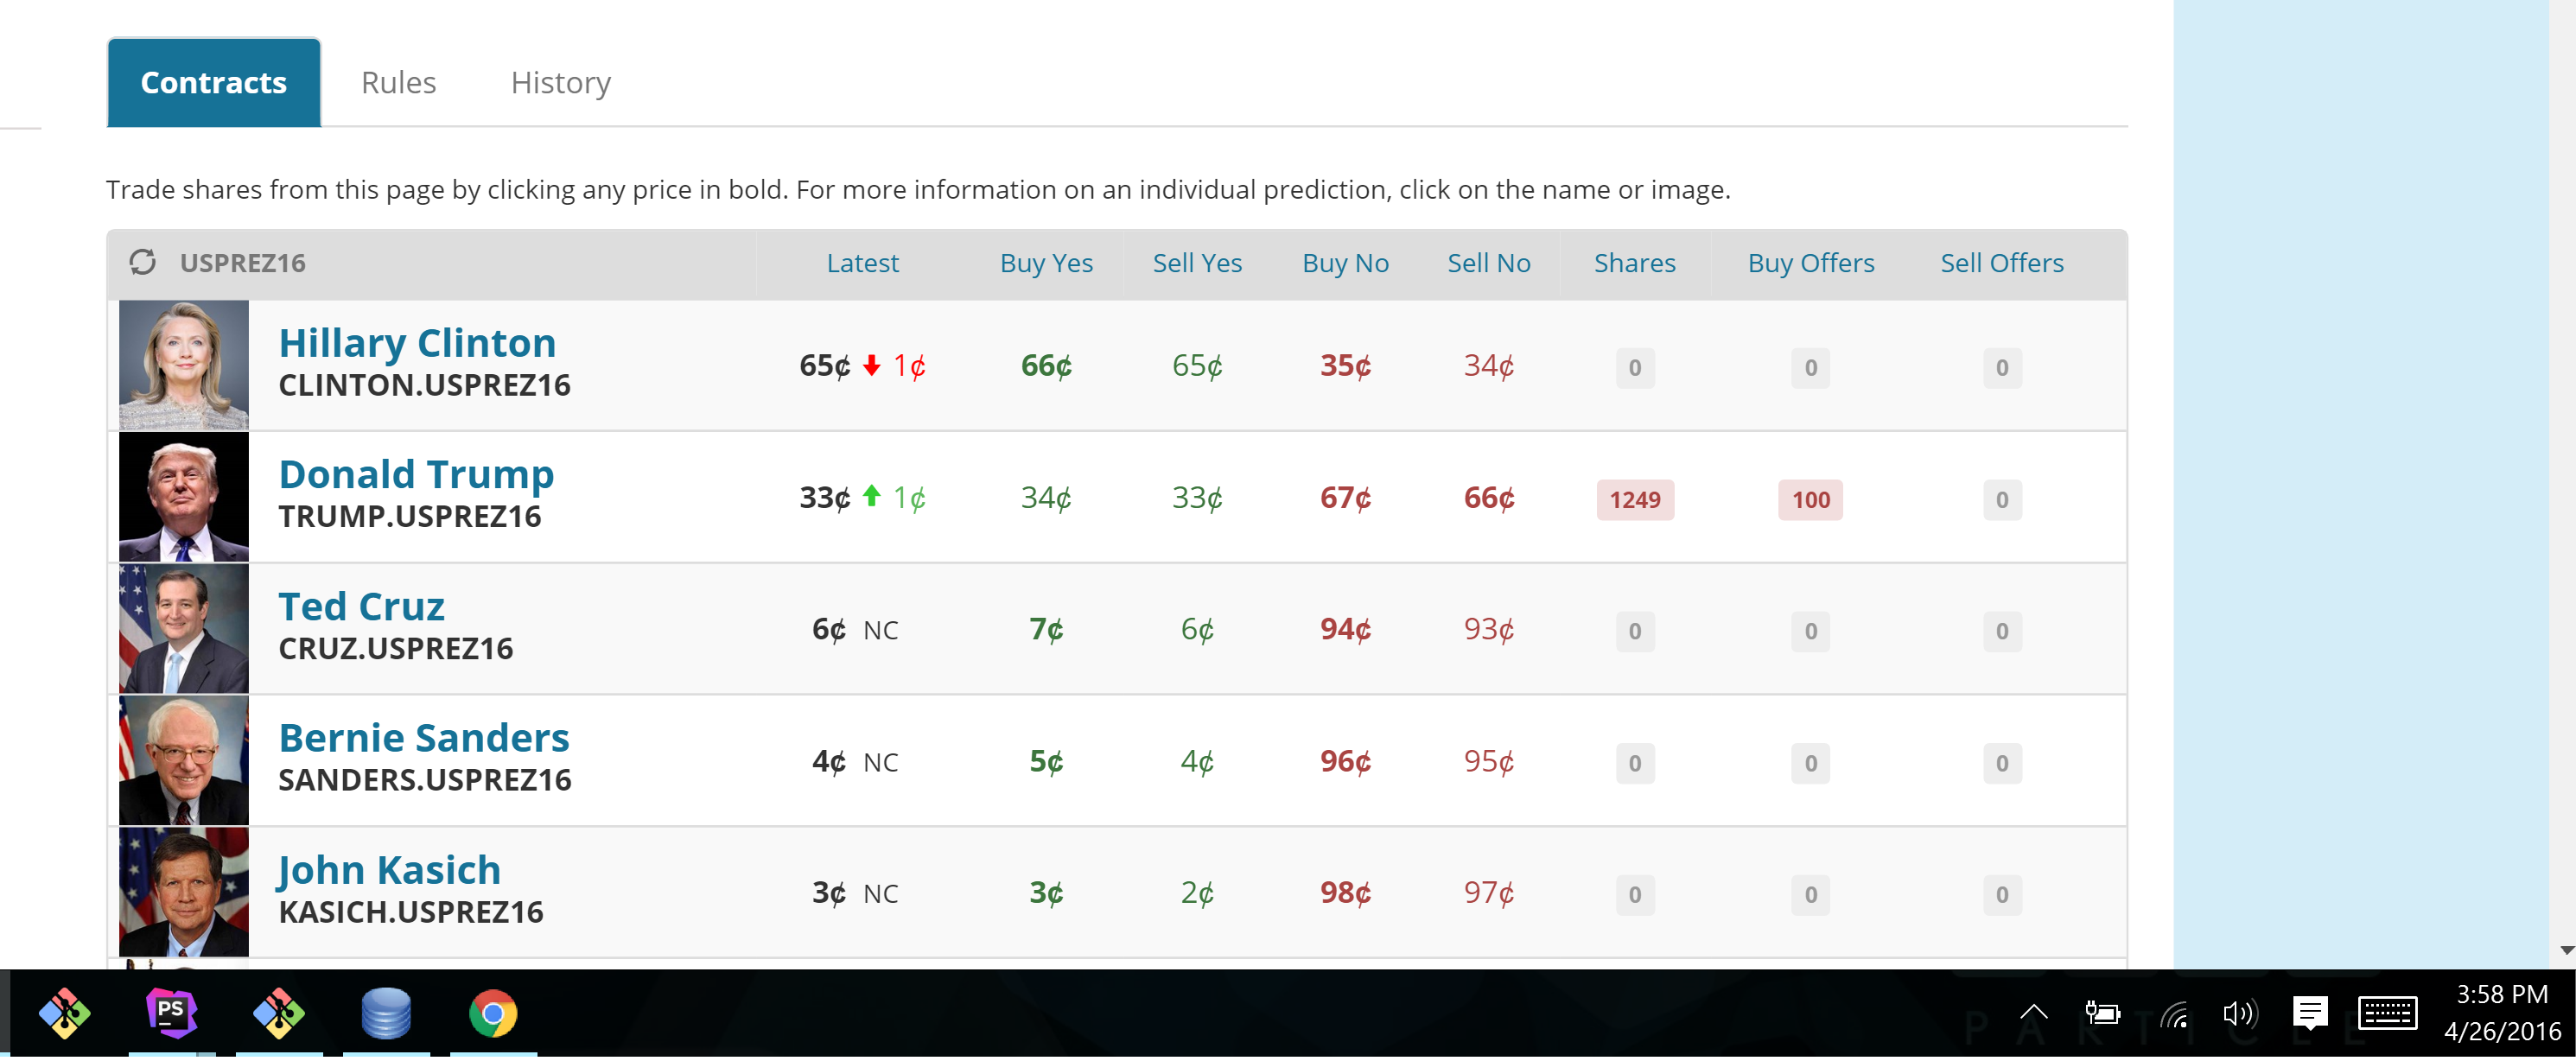 Contracts Rules History
Trade shares from this page by clicking any price in bold. For more information on an individual prediction, click on the name or image.
USPREZ16 Latest Buy Yes Sell Yes Buy No Sell No Shares Buy Offers Sell Offers
Hillary Clinton
CLINTON.USPREZ16
65¢ 1¢ 66¢ 65¢ 35¢ 34¢ 0 0 0
Donald Trump
TRUMP.USPREZ16
33¢ 1¢ 34¢ 33¢ 67¢ 66¢ 1249 100 0
Ted Cruz
CRUZ.USPREZ16
6¢ NC 7¢ 6¢ 94¢ 93¢ 0 0 0
Bernie Sanders
SANDERS.USPREZ16
4¢ NC 5¢ 4¢ 96¢ 95¢ 0 0 0
John Kasich
KASICH.USPREZ16
3¢ NC 3¢ 2¢ 98¢ 97¢ 0 0 0
PS
3:58 PM
4/26/2016